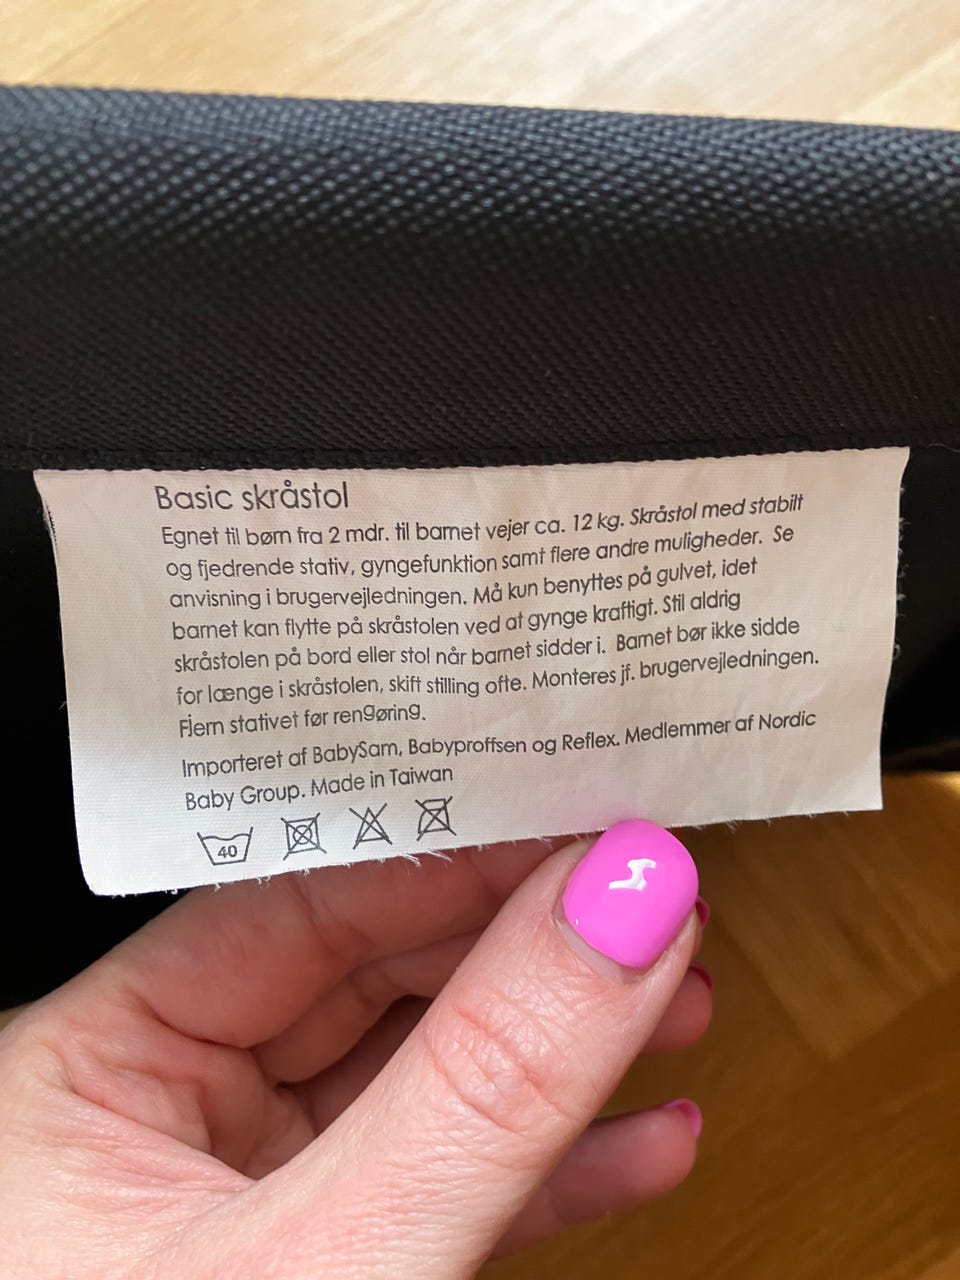 Basic skråstol
Egnet til børn fra 2 mdr. til barnet vejer ca. 12 kg. Skråstol med stabilt
og fjedrende stativ, gyngefunktion samt flere andre muligheder. Se
anvisning i brugervejledningen. Må kun benyttes på gulvet, idet
barnet kan flytte på skråstolen ved at gynge kraftigt. Stil aldrig
skråstolen på bord eller stol når barnet sidder i. Barnet bør ikke sidde
for længe i skråstolen, skift stilling ofte. Monteres jf. brugervejledningen.
Fjern stativet før rengøring.
Importeret af BabySam, Babyproffsen og Reflex. Medlemmer af Nordic
Baby Group. Made in Taiwan
40